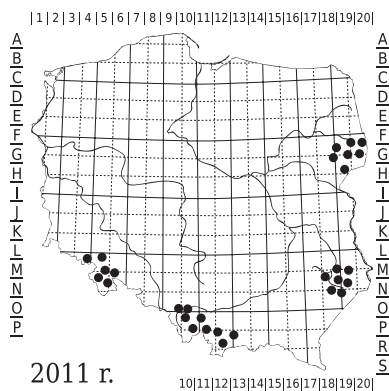 1 2 3 4 5 6 7 8 9 10 11 12 13 14 15 16 17 18 19 20
A A
B B
C C
D D
E E
F F
G G
H H
I I
J J
K K
L L
M M
N N
O O
P P
R
2011 r.
S
10 11 12 13 14 15 16 17 18 19 20